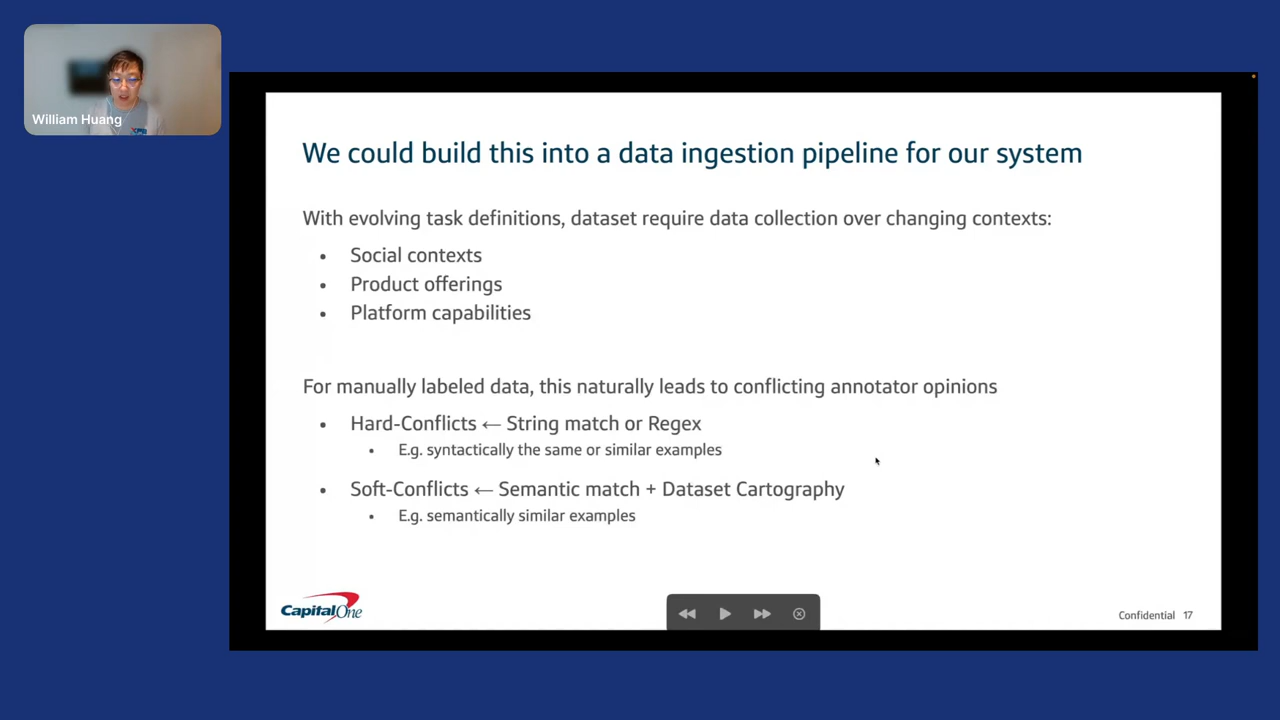 William Huang
We could build this into a data ingestion pipeline for our system
With evolving task definitions, dataset require data collection over changing contexts:
• Social contexts
• Product offerings
• Platform capabilities
For manually labeled data, this naturally leads to conflicting annotator opinions
• Hard-Conflicts ← String match or Regex
• E.g. syntactically the same or similar examples
• Soft-Conflicts ← Semantic match + Dataset Cartography
• E.g. semantically similar examples
CapitalOne
Confidential 17